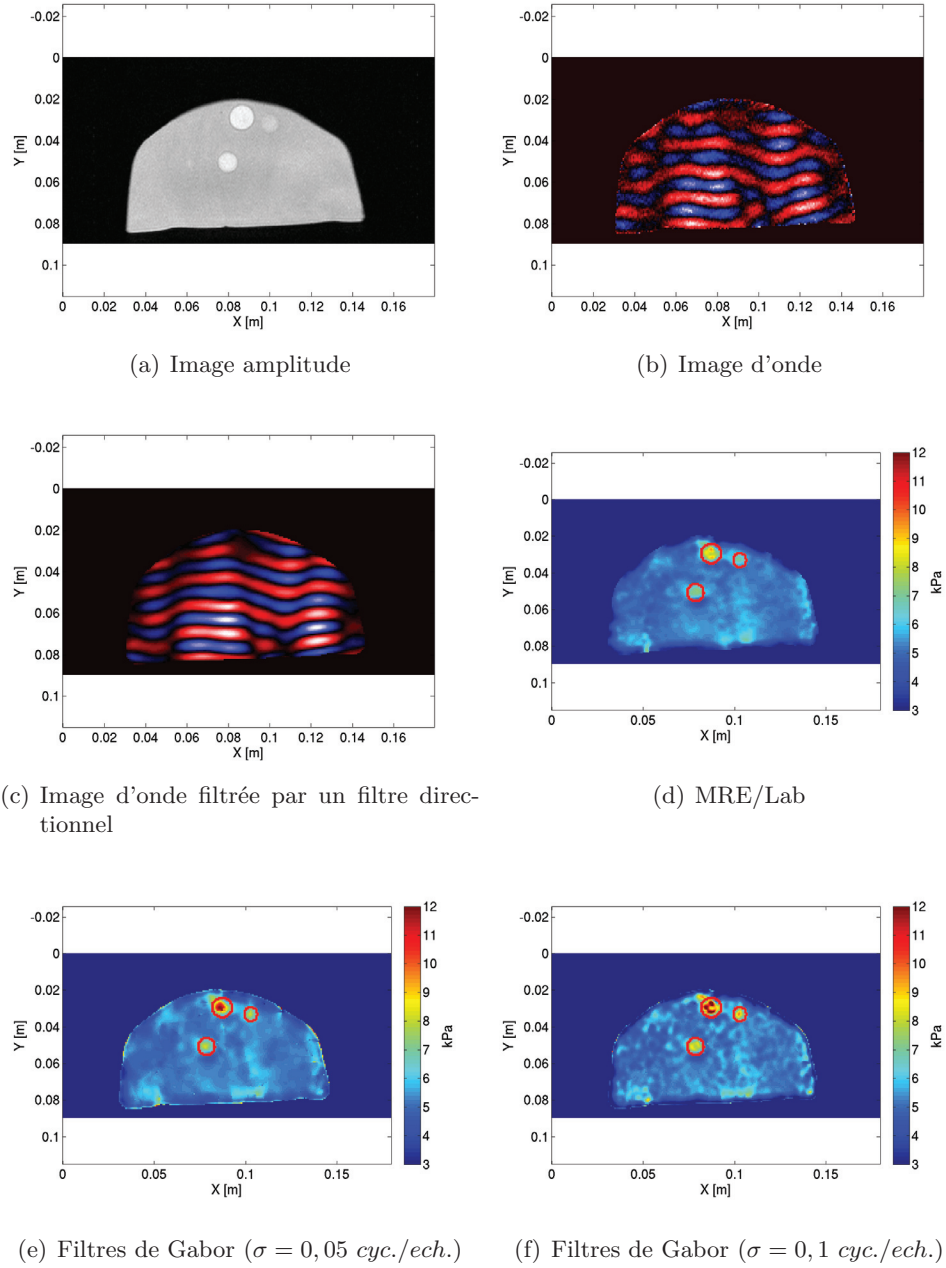 -0.02
0
0.02
0.04
0.06
0.08
0.1
Y [m]
0 0.02 0.04 0.06 0.08 0.1 0.12 0.14 0.16
X [m]
(a) Image amplitude
-0.02
0
0.02
0.04
0.06
0.08
0.1
Y [m]
0 0.02 0.04 0.06 0.08 0.1 0.12 0.14 0.16
X [m]
(b) Image d'onde
-0.02
0
0.02
0.04
0.06
0.08
0.1
Y [m]
0 0.02 0.04 0.06 0.08 0.1 0.12 0.14 0.16
X [m]
(c) Image d'onde filtrée par un filtre direc-
tionnel
-0.02
0
0.02
0.04
0.06
0.08
0.1
Y [m]
0 0.05 0.1 0.15
X [m]
12
11
10
9
8
7
6
5
4
3
kPa
(d) MRE/Lab
-0.02
0
0.02
0.04
0.06
0.08
0.1
Y [m]
0 0.05 0.1 0.15
X [m]
12
11
10
9
8
7
6
5
4
3
kPa
(e) Filtres de Gabor (σ = 0, 05 cyc./ech.)
-0.02
0
0.02
0.04
0.06
0.08
0.1
Y [m]
0 0.05 0.1 0.15
X [m]
12
11
10
9
8
7
6
5
4
3
kPa
(f) Filtres de Gabor (σ = 0, 1 cyc./ech.)